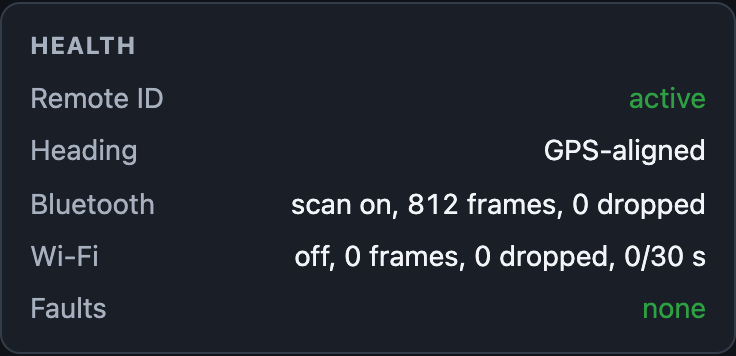 HEALTH
Remote ID active
Heading GPS-aligned
Bluetooth scan on, 812 frames, 0 dropped
Wi-Fi off, 0 frames, 0 dropped, 0/30 s
Faults none